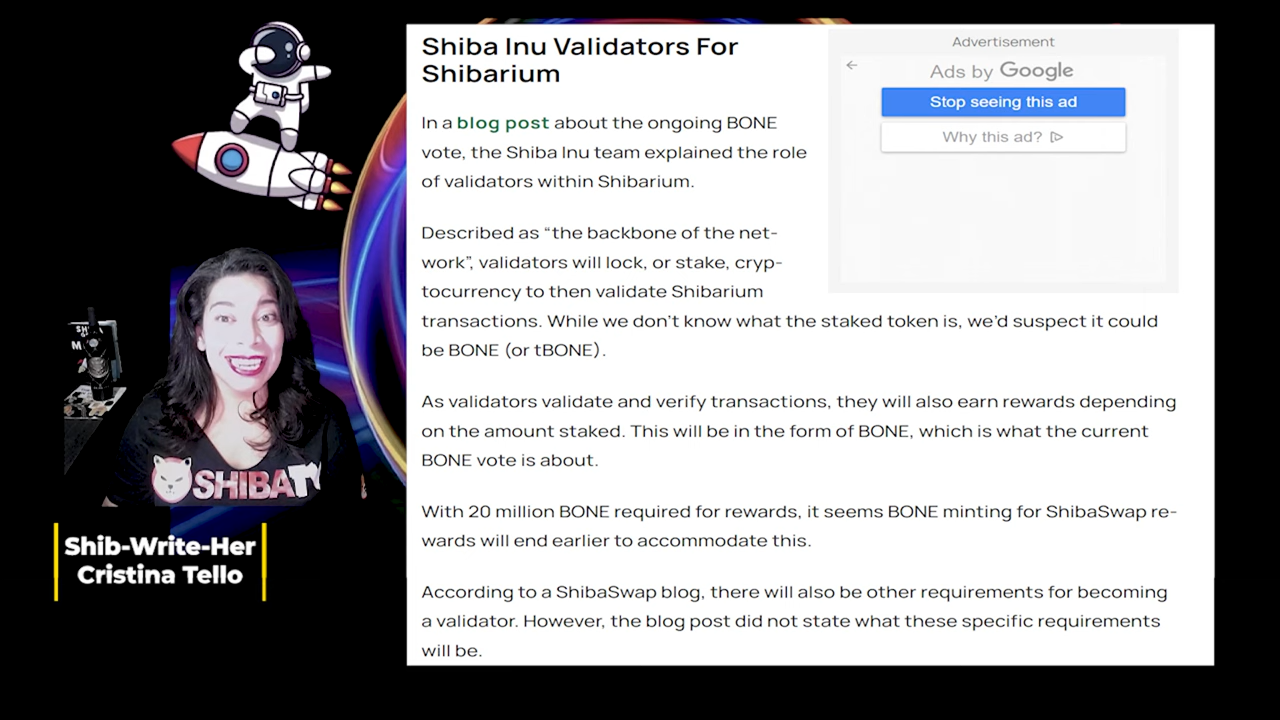 Shiba Inu Validators For
Shibarium
In a blog post about the ongoing BONE
vote, the Shiba Inu team explained the role
of validators within Shibarium.
Described as “the backbone of the net-
work”, validators will lock, or stake, cryp-
tocurrency to then validate Shibarium
transactions. While we don’t know what the staked token is, we’d suspect it could
be BONE (or tBONE).
As validators validate and verify transactions, they will also earn rewards depending
on the amount staked. This will be in the form of BONE, which is what the current
BONE vote is about.
With 20 million BONE required for rewards, it seems BONE minting for ShibaSwap re-
wards will end earlier to accommodate this.
According to a ShibaSwap blog, there will also be other requirements for becoming
a validator. However, the blog post did not state what these specific requirements
will be.
Advertisement
Ads by Google
Stop seeing this ad
Why this ad?
SHIBATV
Shib-Write-Her
Cristina Tello